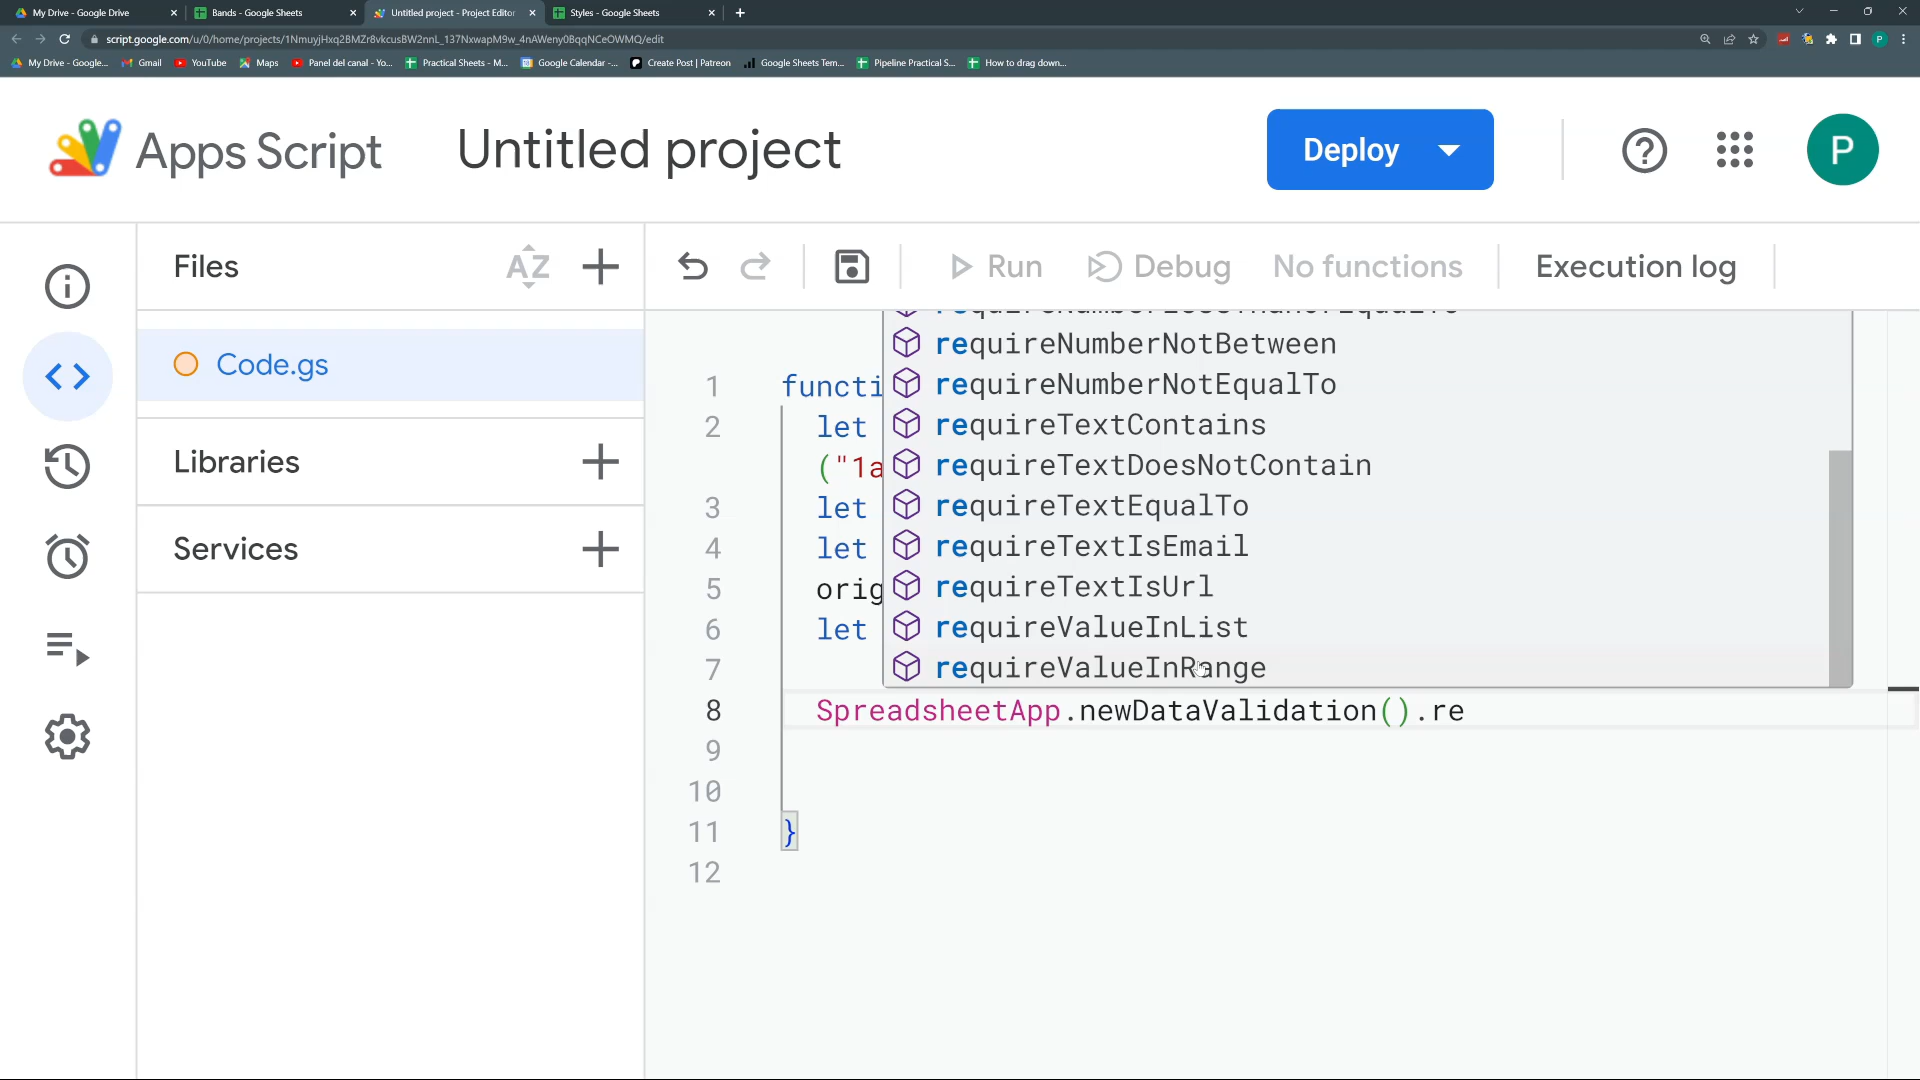 My Drive - Google Drive
Bands - Google Sheets
Untitled project - Project Editor
Styles - Google Sheets
script.google.com/u/0/home/projects/1NmuyjHxq2BMZr8vkcusBW2nnL_137NxwapM9w_4nAWeny0BqqNCeOWMQ/edit
My Drive - Google...
Gmail
YouTube
Maps
Panel del canal - Yo...
Practical Sheets - M...
Google Calendar -...
Create Post | Patreon
Google Sheets Tem...
Pipeline Practical S...
How to drag down...
Apps Script
Untitled project
Deploy
P
Files
AZ
Run
Debug
No functions
Execution log
Code.gs
Libraries
Services
requireNumberNotBetween
requireNumberNotEqualTo
requireTextContains
requireTextDoesNotContain
requireTextEqualTo
requireTextIsEmail
requireTextIsUrl
requireValueInList
requireValueInRange
1 functi
2 let
("1a
3 let
4 let
5 orig
6 let
7
8 SpreadsheetApp.newDataValidation().re
9
10
11 }
12